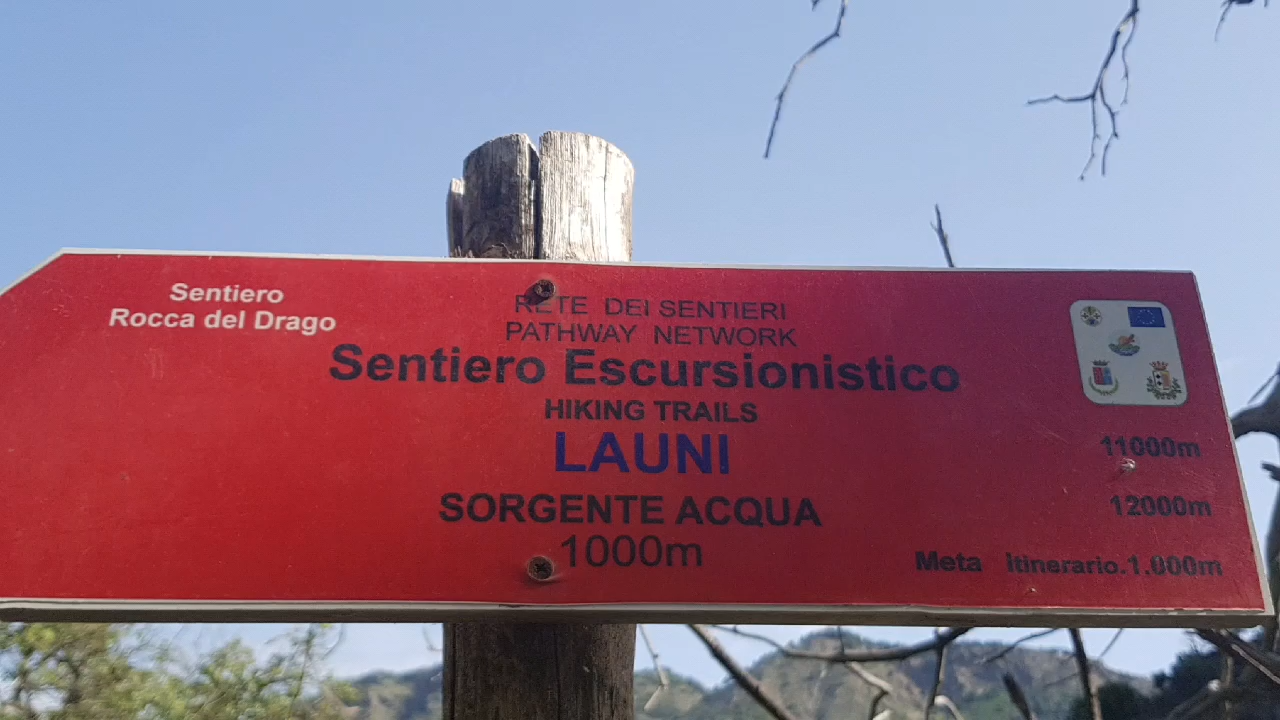 Sentiero
Rocca del Drago
RETE DEI SENTIERI
PATHWAY NETWORK
Sentiero Escursionistico
HIKING TRAILS
LAUNI
11000m
SORGENTE ACQUA
12000m
1000m
Meta Itinerario.1.000m